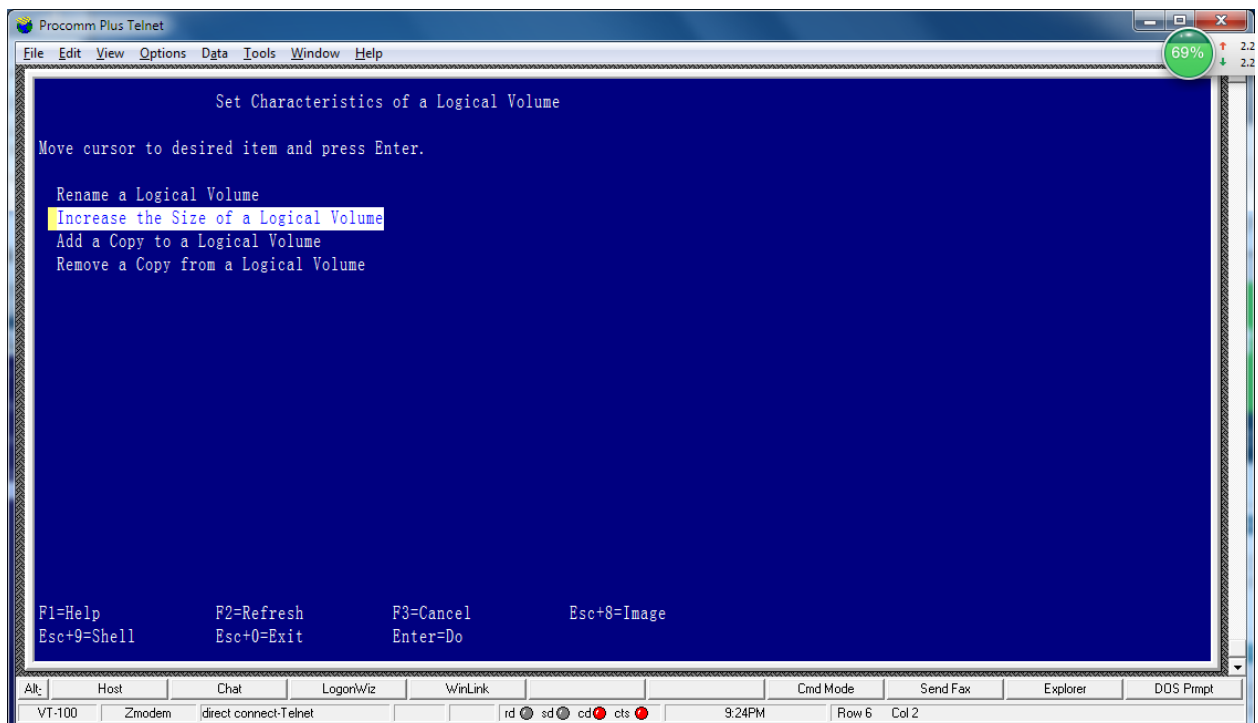 Procomm Plus Telnet
File Edit View Options Data Tools Window Help
69%
2.2
2.2
Set Characteristics of a Logical Volume
Move cursor to desired item and press Enter.
Rename a Logical Volume
Increase the Size of a Logical Volume
Add a Copy to a Logical Volume
Remove a Copy from a Logical Volume
F1=Help F2=Refresh F3=Cancel Esc+8=Image
Esc+9=Shell Esc+0=Exit Enter=Do
Alt- Host Chat LogonWiz WinLink Cmd Mode Send Fax Explorer DOS Prmpt
VT-100 Zmodem direct connect-Telnet rd sd cd cts 9:24PM Row 6 Col 2